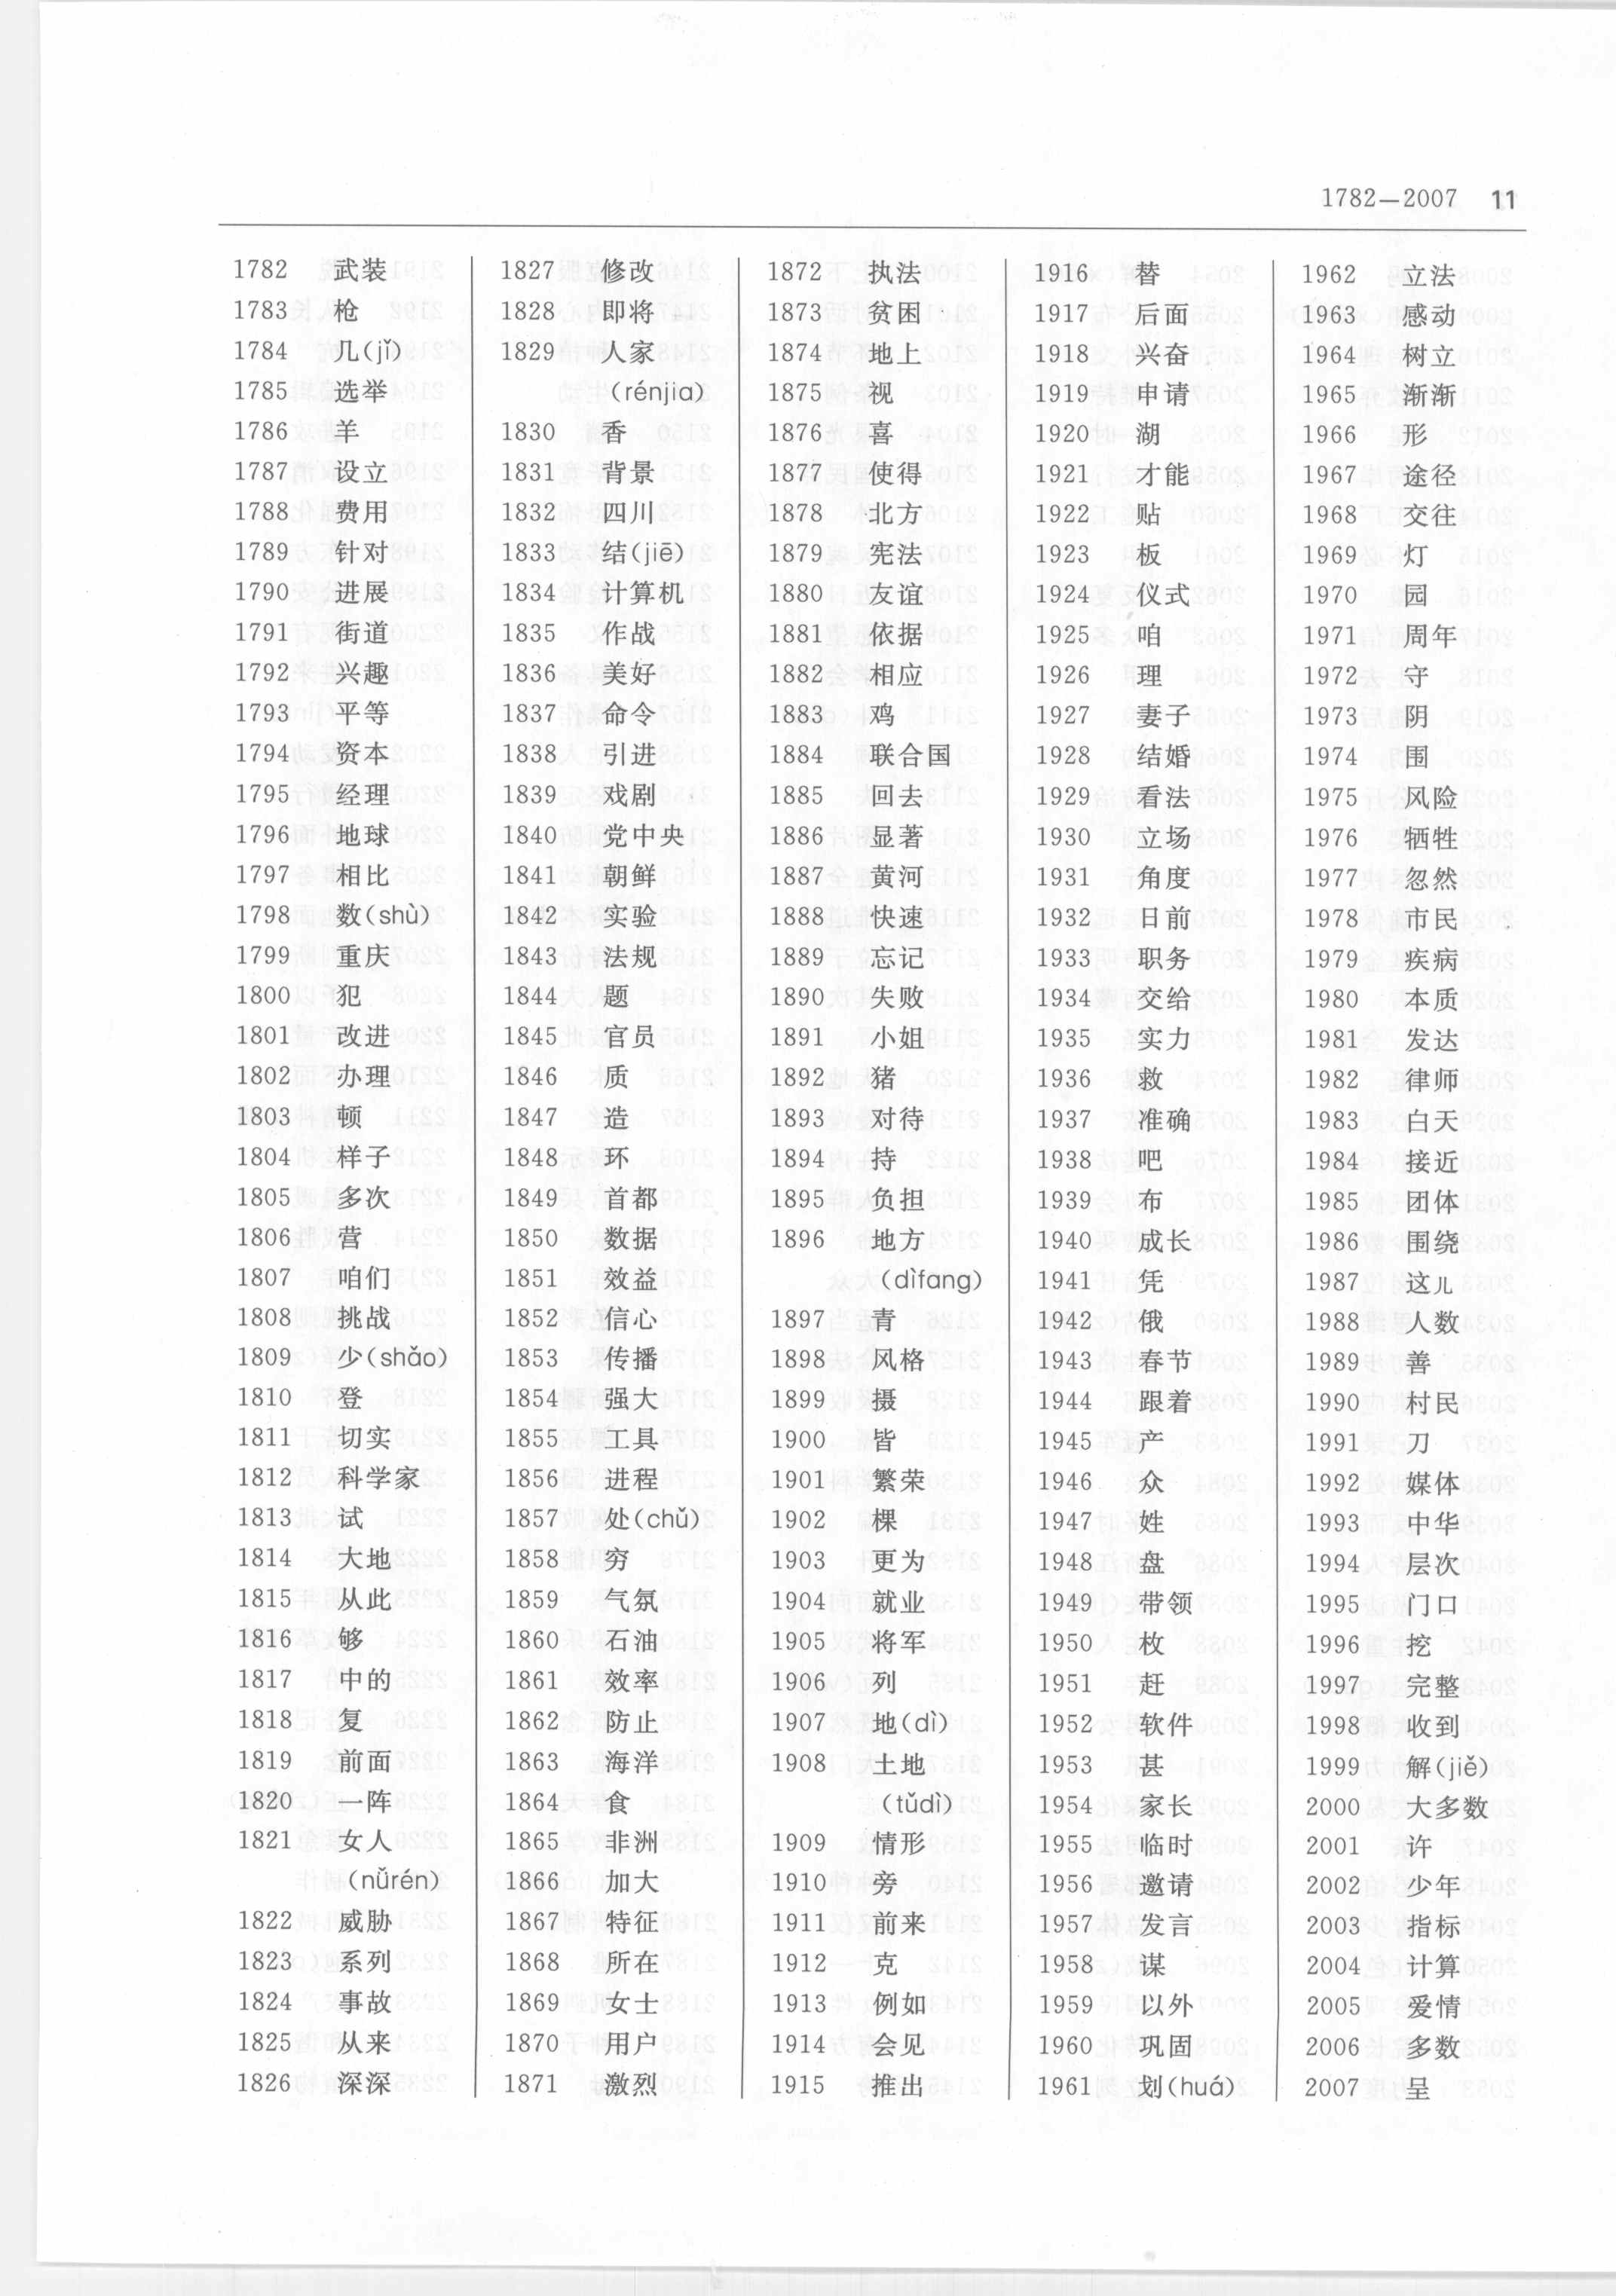 1782—2007 11
1782 武装
1783 枪
1784 几(jǐ)
1785 选举
1786 羊
1787 设立
1788 费用
1789 针对
1790 进展
1791 街道
1792 兴趣
1793 平等
1794 资本
1795 经理
1796 地球
1797 相比
1798 数(shù)
1799 重庆
1800 犯
1801 改进
1802 办理
1803 顿
1804 样子
1805 多次
1806 营
1807 咱们
1808 挑战
1809 少(shǎo)
1810 登
1811 切实
1812 科学家
1813 试
1814 大地
1815 从此
1816 够
1817 中的
1818 复
1819 前面
1820 一阵
1821 女人
(nǚrén)
1822 威胁
1823 系列
1824 事故
1825 从来
1826 深深
1827 修改
1828 即将
1829 人家
(rénjia)
1830 香
1831 背景
1832 四川
1833 结(jiē)
1834 计算机
1835 作战
1836 美好
1837 命令
1838 引进
1839 戏剧
1840 党中央
1841 朝鲜
1842 实验
1843 法规
1844 题
1845 官员
1846 质
1847 造
1848 环
1849 首都
1850 数据
1851 效益
1852 信心
1853 传播
1854 强大
1855 工具
1856 进程
1857 处(chǔ)
1858 穷
1859 气氛
1860 石油
1861 效率
1862 防止
1863 海洋
1864 食
1865 非洲
1866 加大
1867 特征
1868 所在
1869 女士
1870 用户
1871 激烈
1872 执法
1873 贫困
1874 地上
1875 视
1876 喜
1877 使得
1878 北方
1879 宪法
1880 友谊
1881 依据
1882 相应
1883 鸡
1884 联合国
1885 回去
1886 显著
1887 黄河
1888 快速
1889 忘记
1890 失败
1891 小姐
1892 猪
1893 对待
1894 持
1895 负担
1896 地方
(dìfang)
1897 青
1898 风格
1899 摄
1900 皆
1901 繁荣
1902 棵
1903 更为
1904 就业
1905 将军
1906 列
1907 地(dì)
1908 土地
(tǔdì)
1909 情形
1910 旁
1911 前来
1912 克
1913 例如
1914 会见
1915 推出
1916 替
1917 后面
1918 兴奋
1919 申请
1920 湖
1921 才能
1922 贴
1923 板
1924 仪式
1925 咱
1926 理
1927 妻子
1928 结婚
1929 看法
1930 立场
1931 角度
1932 日前
1933 职务
1934 交给
1935 实力
1936 救
1937 准确
1938 吧
1939 布
1940 成长
1941 凭
1942 俄
1943 春节
1944 跟着
1945 产
1946 众
1947 姓
1948 盘
1949 带领
1950 枚
1951 赶
1952 软件
1953 甚
1954 家长
1955 临时
1956 邀请
1957 发言
1958 谋
1959 以外
1960 巩固
1961 划(huá)
1962 立法
1963 感动
1964 树立
1965 渐渐
1966 形
1967 途径
1968 交往
1969 灯
1970 园
1971 周年
1972 守
1973 阴
1974 围
1975 风险
1976 牺牲
1977 忽然
1978 市民
1979 疾病
1980 本质
1981 发达
1982 律师
1983 白天
1984 接近
1985 团体
1986 围绕
1987 这儿
1988 人数
1989 善
1990 村民
1991 刀
1992 媒体
1993 中华
1994 层次
1995 门口
1996 挖
1997 完整
1998 收到
1999 解(jiě)
2000 大多数
2001 许
2002 少年
2003 指标
2004 计算
2005 爱情
2006 多数
2007 呈